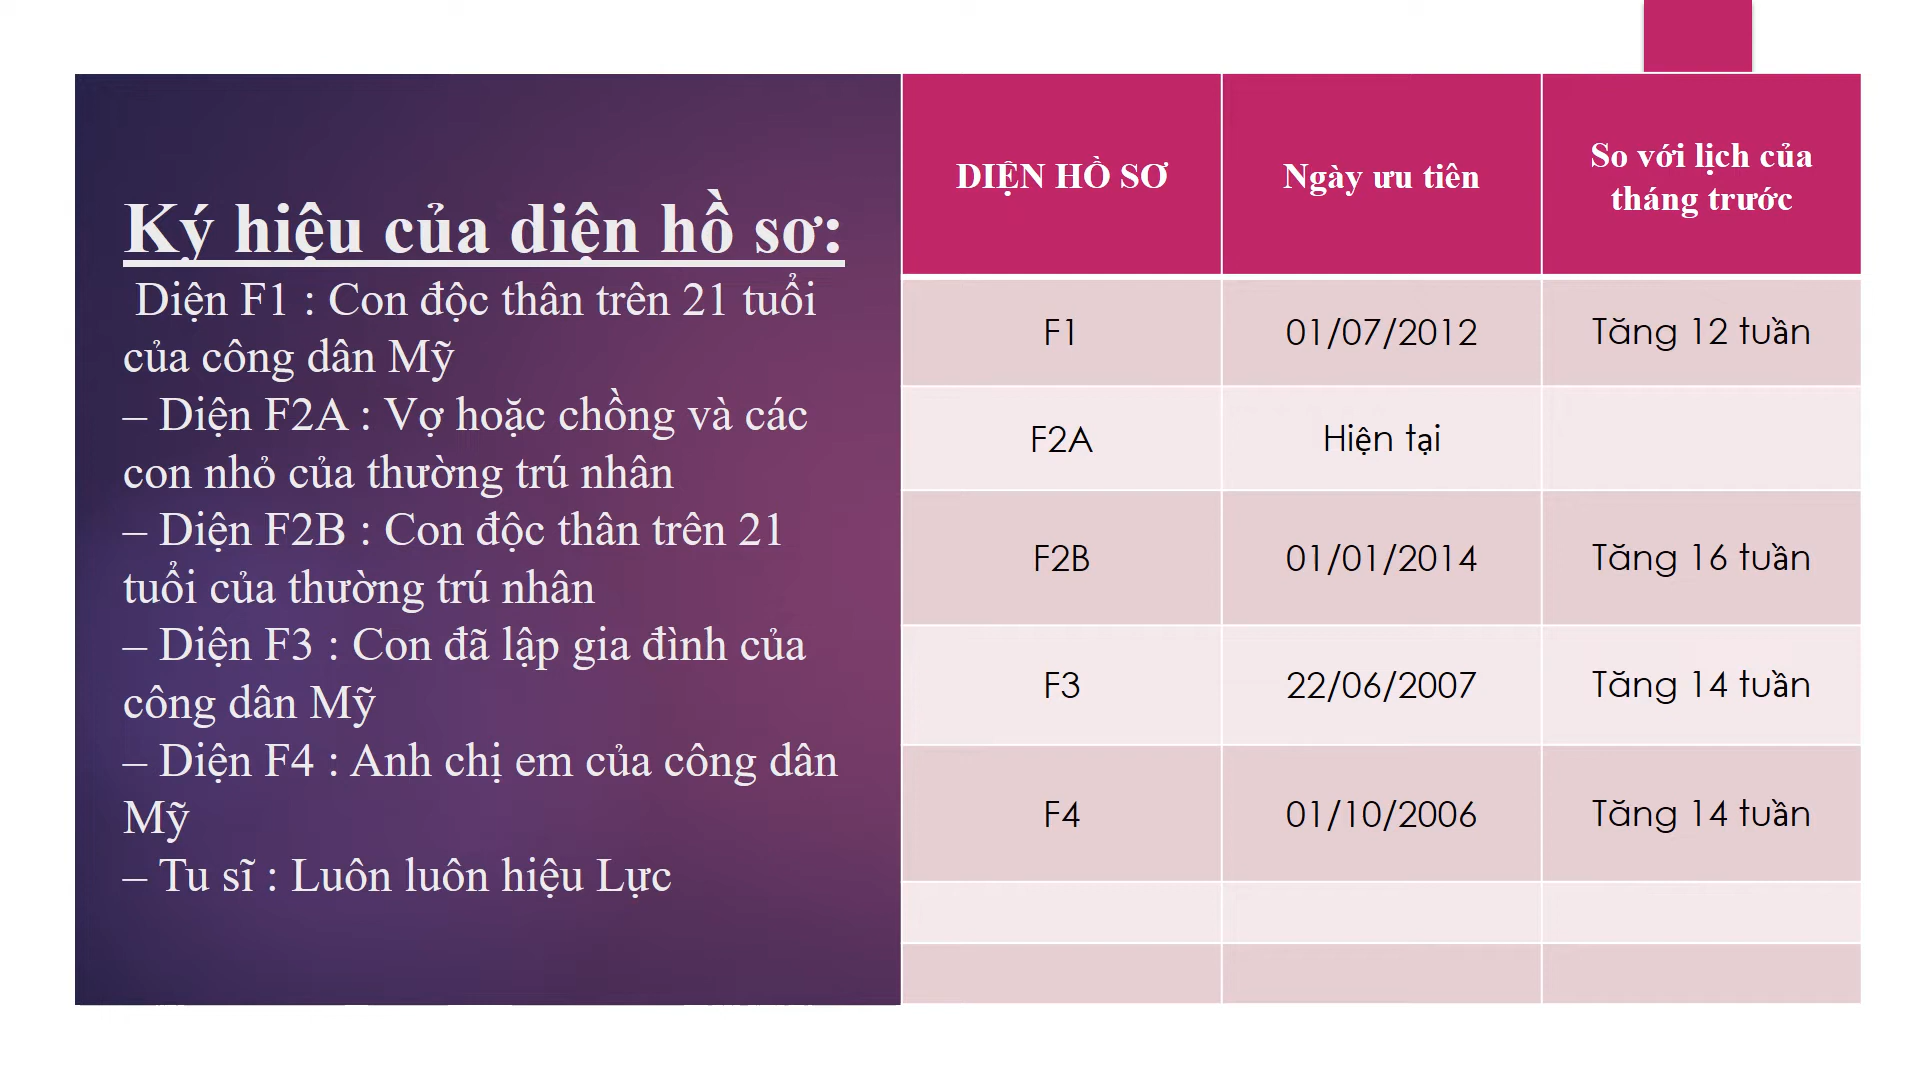 Ký hiệu của diện hồ sơ:
Diện F1 : Con độc thân trên 21 tuổi
của công dân Mỹ
– Diện F2A : Vợ hoặc chồng và các
con nhỏ của thường trú nhân
– Diện F2B : Con độc thân trên 21
tuổi của thường trú nhân
– Diện F3 : Con đã lập gia đình của
công dân Mỹ
– Diện F4 : Anh chị em của công dân
Mỹ
– Tu sĩ : Luôn luôn hiệu Lực
DIỆN HỒ SƠ
Ngày ưu tiên
So với lịch của
tháng trước
F1
01/07/2012
Tăng 12 tuần
F2A
Hiện tại
F2B
01/01/2014
Tăng 16 tuần
F3
22/06/2007
Tăng 14 tuần
F4
01/10/2006
Tăng 14 tuần